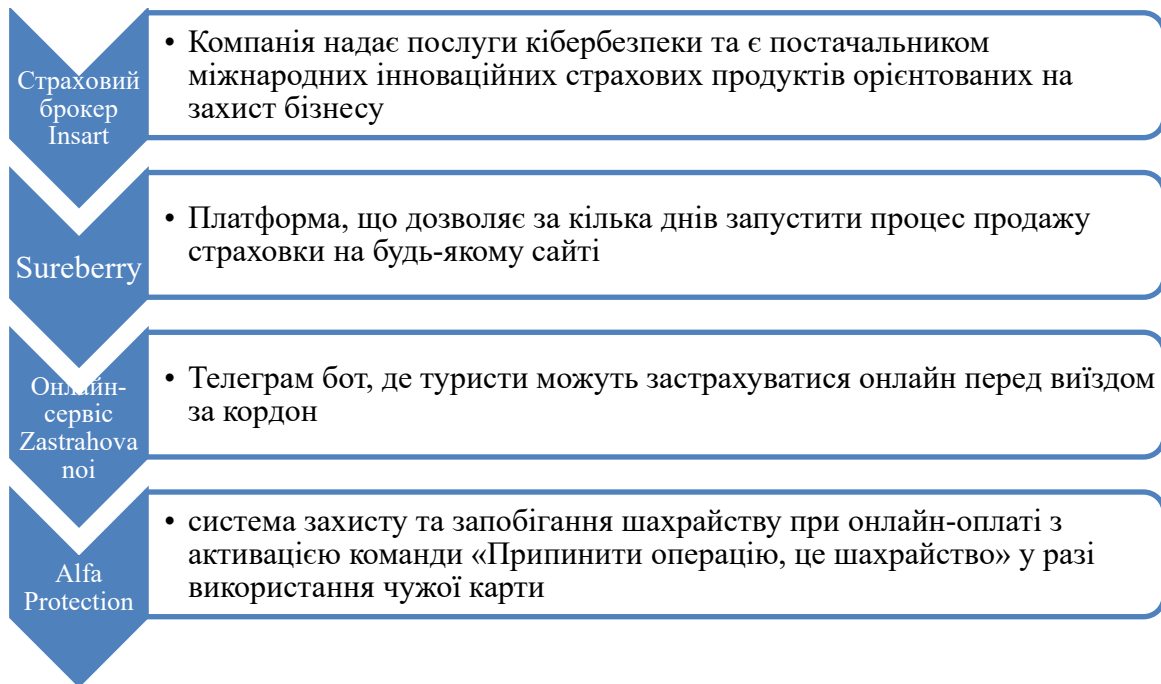 Страховий
брокер
Insart
• Компанія надає послуги кібербезпеки та є постачальником
міжнародних інноваційних страхових продуктів орієнтованих на
захист бізнесу
Sureberry
• Платформа, що дозволяє за кілька днів запустити процес продажу
страховки на будь-якому сайті
Онлайн-
сервіс
Zastrahova
noi
• Телеграм бот, де туристи можуть застрахуватися онлайн перед виїздом
за кордон
Alfa
Protection
• система захисту та запобігання шахрайству при онлайн-оплаті з
активацією команди «Припинити операцію, це шахрайство» у разі
використання чужої карти